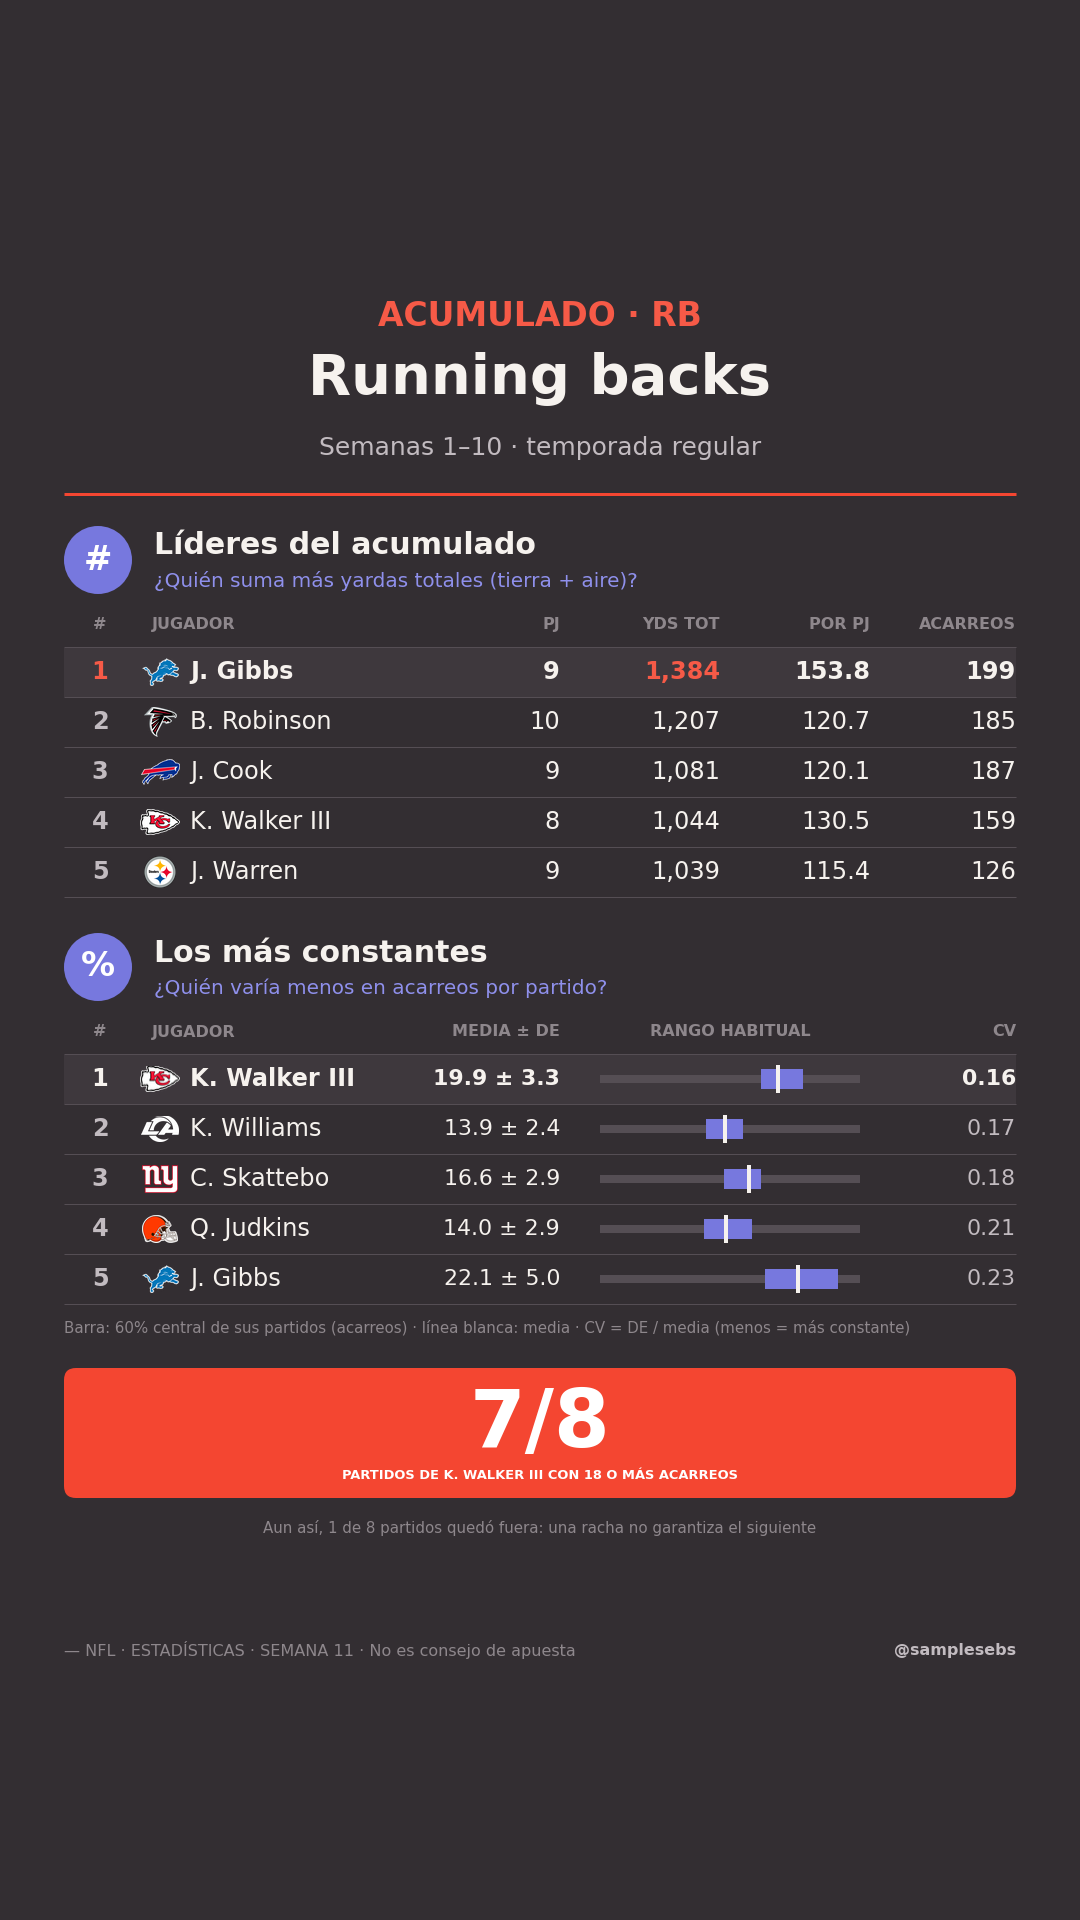 ACUMULADO · RB
Running backs
Semanas 1–10 · temporada regular
#
Líderes del acumulado
¿Quién suma más yardas totales (tierra + aire)?
# JUGADOR PJ YDS TOT POR PJ ACARREOS
1 J. Gibbs 9 1,384 153.8 199
2 B. Robinson 10 1,207 120.7 185
3 J. Cook 9 1,081 120.1 187
4 KC K. Walker III 8 1,044 130.5 159
5 J. Warren 9 1,039 115.4 126
%
Los más constantes
¿Quién varía menos en acarreos por partido?
# JUGADOR MEDIA ± DE RANGO HABITUAL CV
1 KC K. Walker III 19.9 ± 3.3 0.16
2 K. Williams 13.9 ± 2.4 0.17
3 ny C. Skattebo 16.6 ± 2.9 0.18
4 Q. Judkins 14.0 ± 2.9 0.21
5 J. Gibbs 22.1 ± 5.0 0.23
Barra: 60% central de sus partidos (acarreos) · línea blanca: media · CV = DE / media (menos = más constante)
7/8
PARTIDOS DE K. WALKER III CON 18 O MÁS ACARREOS
Aun así, 1 de 8 partidos quedó fuera: una racha no garantiza el siguiente
— NFL · ESTADÍSTICAS · SEMANA 11 · No es consejo de apuesta
@samplesebs